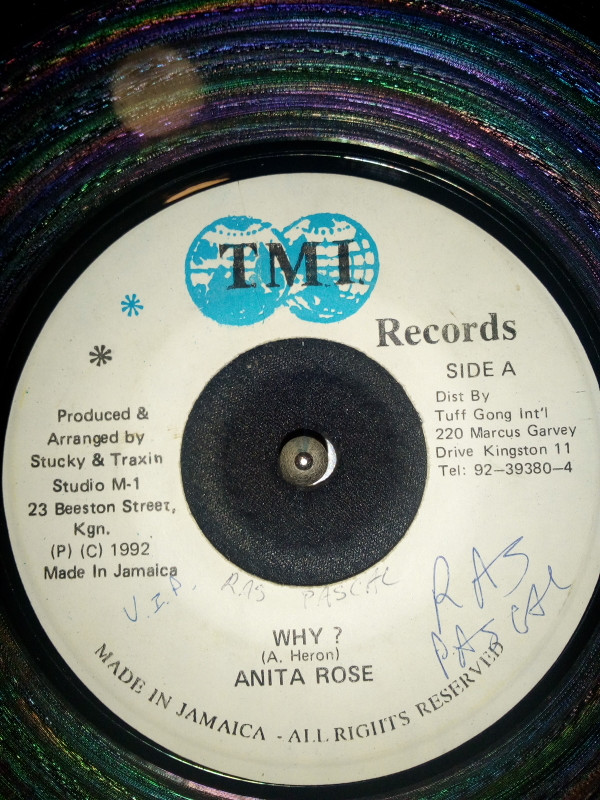 T.M.I.
Records
SIDE A
Dist By
Tuff Gong Int'l
220 Marcus Garvey
Drive Kingston 11
Tel: 92-39380-4
Produced &
Arranged by
Stucky & Traxin
Studio M-1
23 Beeston Street,
Kgn.
(P) (C) 1992
Made In Jamaica
V.I.P. RAS PASCAL
RAS
PASCAL
WHY ?
(A. Heron)
ANITA ROSE
MADE IN JAMAICA - ALL RIGHTS RESERVED